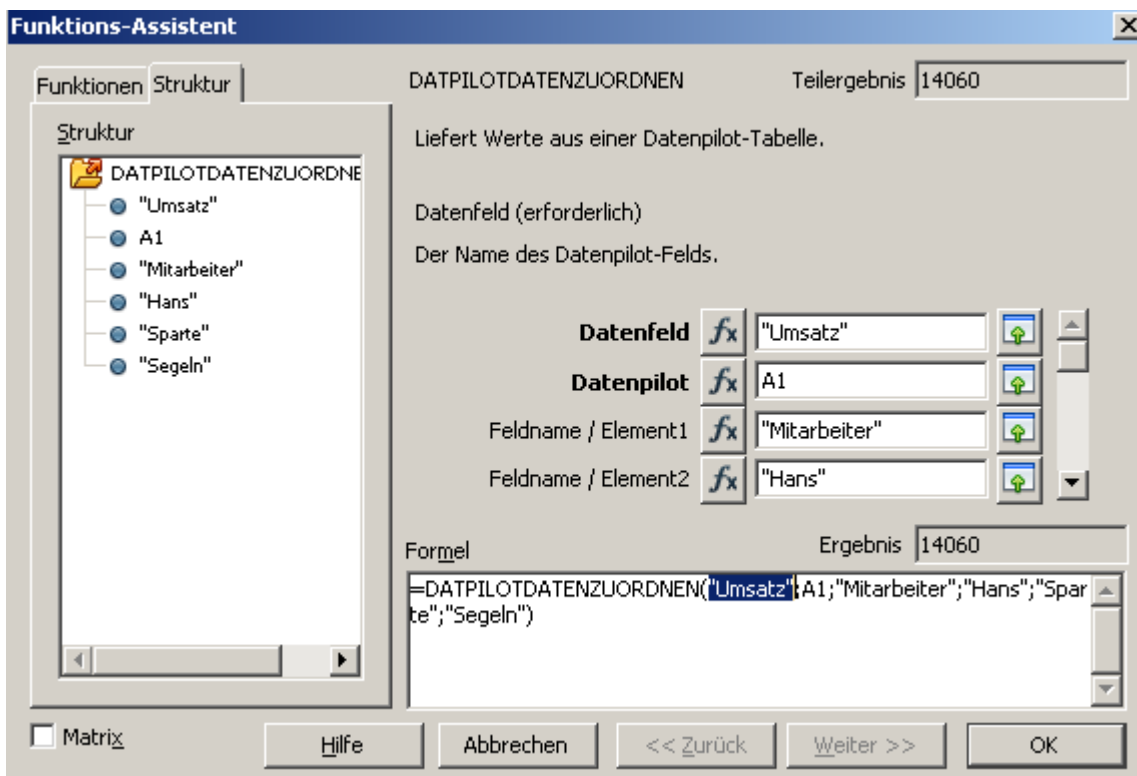 Funktions-Assistent
Funktionen
Struktur
DATPILOTDATENZUORDNEN
Teilergebnis
14060
Struktur
DATPILOTDATENZUORDNE
"Umsatz"
A1
"Mitarbeiter"
"Hans"
"Sparte"
"Segeln"
Liefert Werte aus einer Datenpilot-Tabelle.
Datenfeld (erforderlich)
Der Name des Datenpilot-Felds.
Datenfeld
"Umsatz"
Datenpilot
A1
Feldname / Element1
"Mitarbeiter"
Feldname / Element2
"Hans"
Formel
Ergebnis
14060
=DATPILOTDATENZUORDNEN("Umsatz";A1;"Mitarbeiter";"Hans";"Spar
te";"Segeln")
Matrix
Hilfe
Abbrechen
<< Zurück
Weiter >>
OK